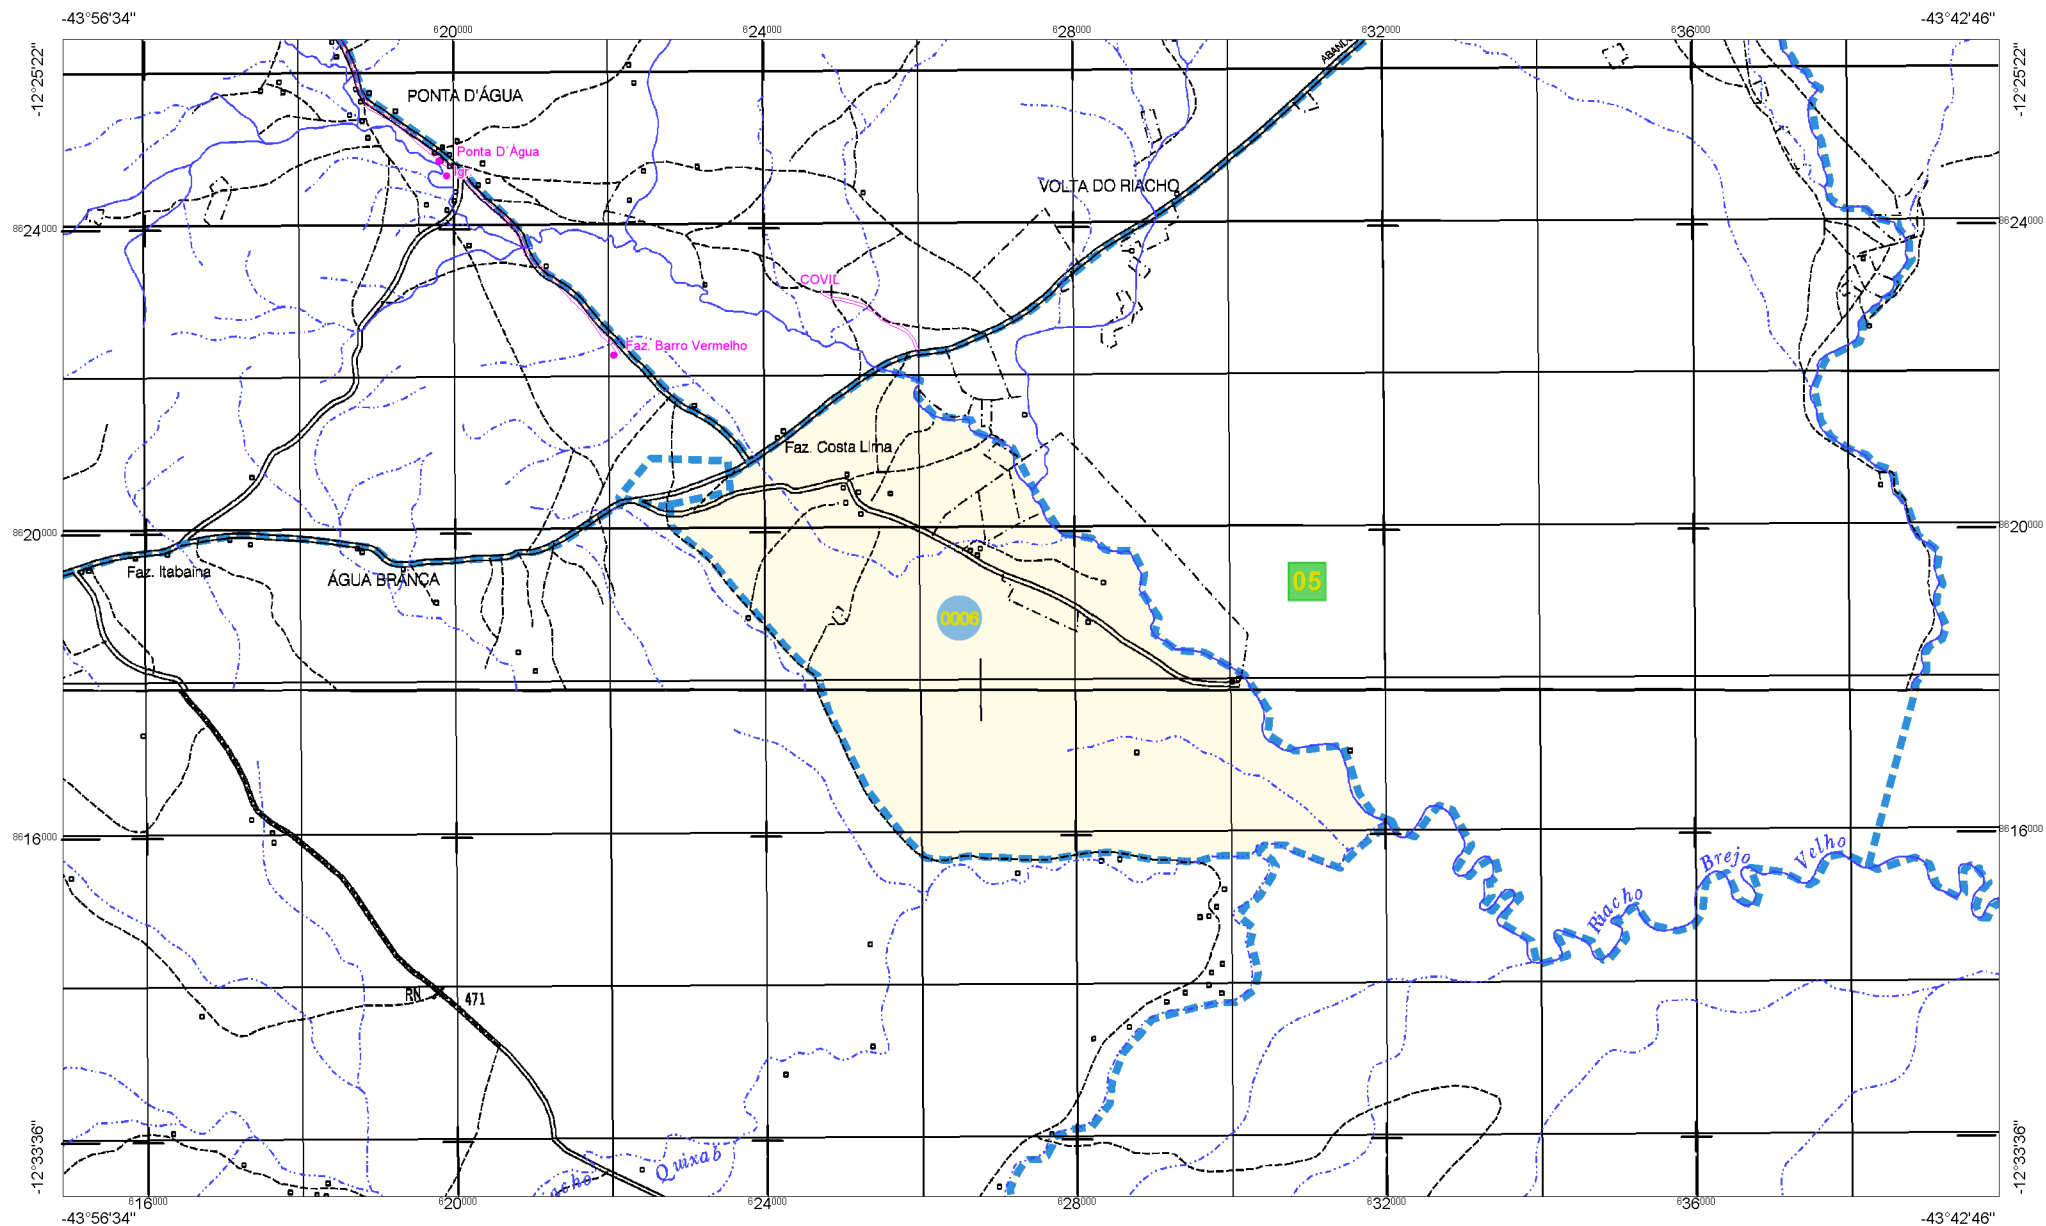 -43°56'34"
-43°42'46"
620000
624000
628000
632000
636000
-12°25'22"
-12°25'22"
PONTA D'ÁGUA
Ponta D'Água
Igr
VOLTA DO RIACHO
8624000
8624000
COVIL
Faz. Barro Vermelho
Faz. Costa Lima
8620000
8620000
Faz. Itabaina
ÁGUA BRANCA
05
0006
8616000
8616000
Riacho Brejo Velho
RN 471
Quixab
-12°33'36"
-12°33'36"
616000
620000
624000
628000
632000
636000
-43°56'34"
-43°42'46"